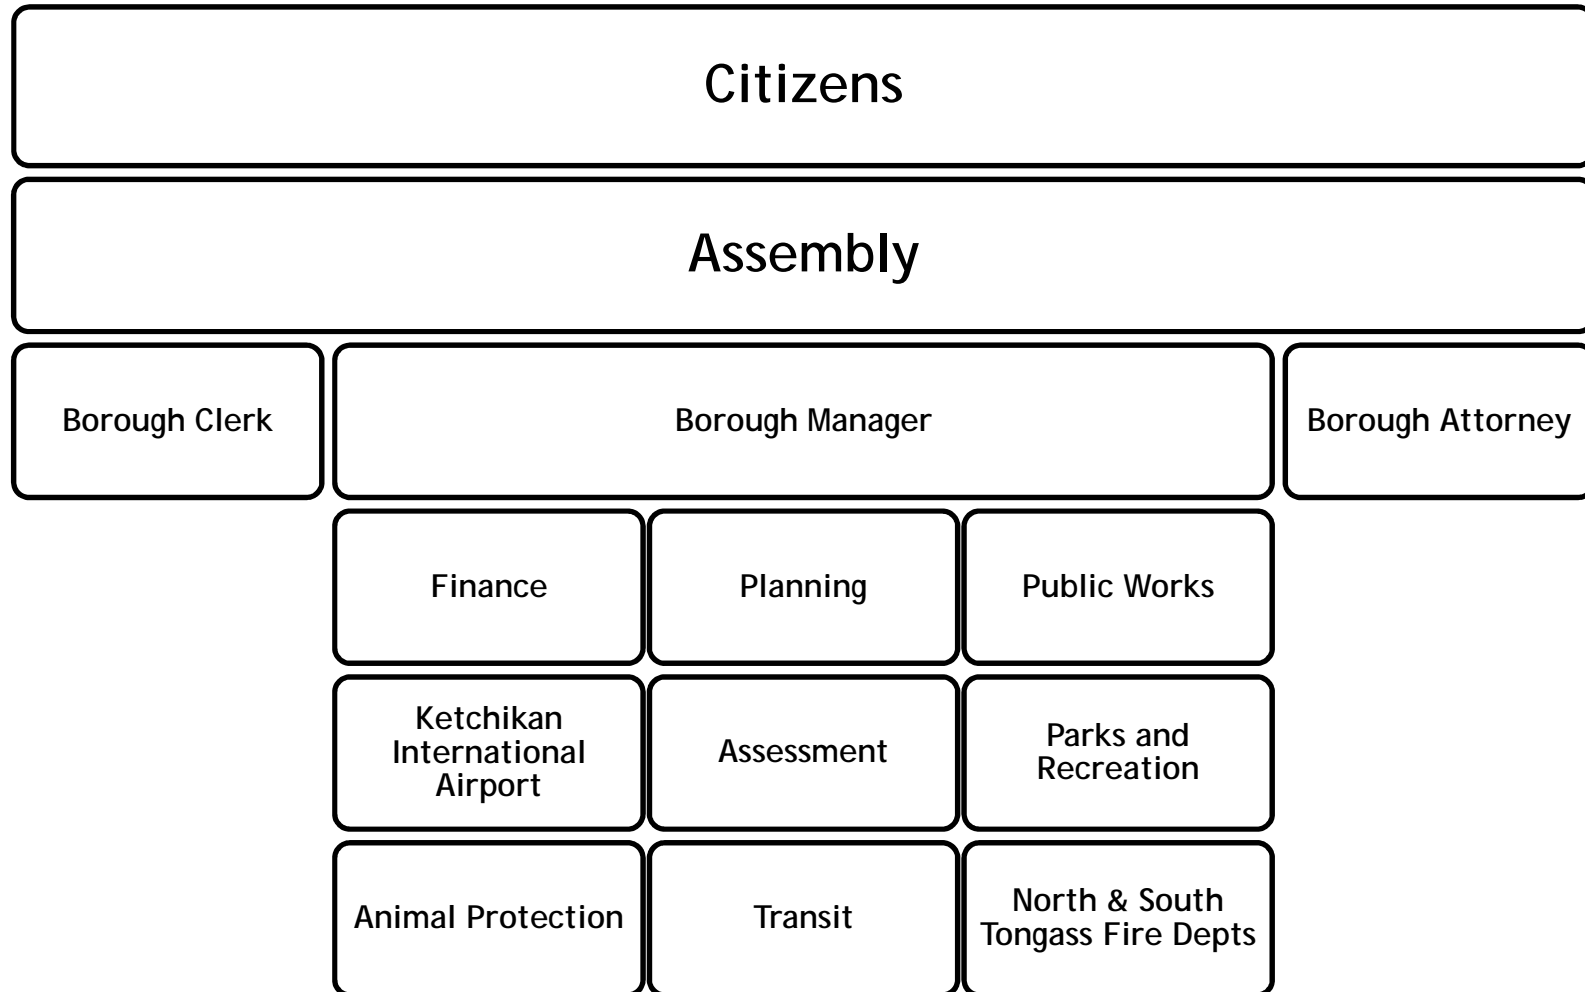 Citizens
Assembly
Borough Clerk
Borough Manager
Borough Attorney
Finance
Planning
Public Works
Ketchikan
International
Airport
Assessment
Parks and
Recreation
Animal Protection
Transit
North & South
Tongass Fire Depts